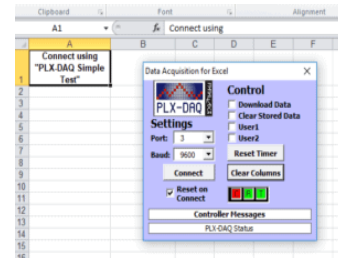 Clipboard
Font
Alignment
A1
fx
Connect using
A
B
C
D
E
F
1
Connect using
"PLX-DAQ Simple
Test"
2
3
4
5
6
7
8
9
10
11
12
13
14
15
Data Acquisition for Excel
X
PLX-DAQ
Control
Download Data
Clear Stored Data
User1
User2
Settings
Port:
3
Baud:
9600
Reset Timer
Connect
Clear Columns
Reset on
Connect
Controller Messages
PLX-DAQ Status